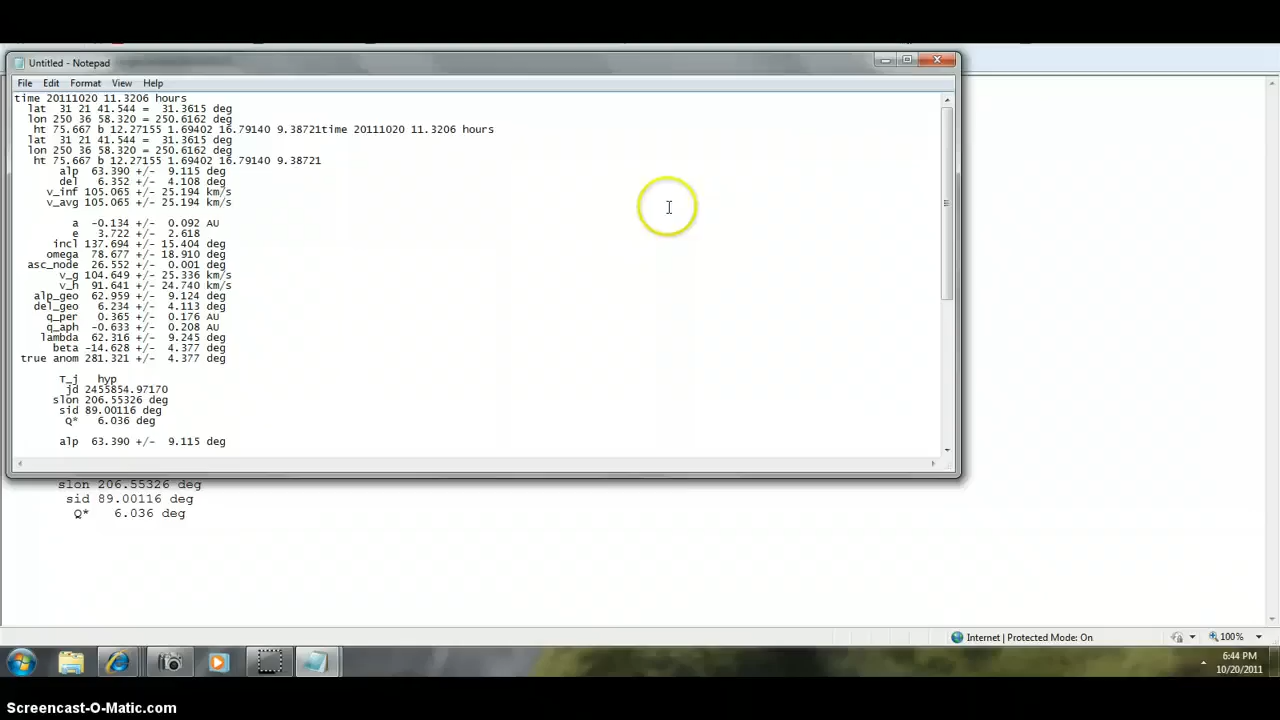 Untitled - Notepad
File Edit Format View Help
time 20111020 11.3206 hours
lat 31 21 41.544 = 31.3615 deg
lon 250 36 58.320 = 250.6162 deg
ht 75.667 b 12.27155 1.69402 16.79140 9.38721time 20111020 11.3206 hours
lat 31 21 41.544 = 31.3615 deg
lon 250 36 58.320 = 250.6162 deg
ht 75.667 b 12.27155 1.69402 16.79140 9.38721
alp 63.390 +/- 9.115 deg
del 6.352 +/- 4.108 deg
v_inf 105.065 +/- 25.194 km/s
v_avg 105.065 +/- 25.194 km/s
a -0.134 +/- 0.092 AU
e 3.722 +/- 2.618
incl 137.694 +/- 15.404 deg
omega 78.677 +/- 18.910 deg
asc_node 26.552 +/- 0.001 deg
v_g 104.649 +/- 25.336 km/s
v_h 91.641 +/- 24.740 km/s
alp_geo 62.959 +/- 9.124 deg
del_geo 6.234 +/- 4.113 deg
q_per 0.365 +/- 0.176 AU
q_aph -0.633 +/- 0.208 AU
lambda 62.316 +/- 9.245 deg
beta -14.628 +/- 4.377 deg
true anom 281.321 +/- 4.377 deg
T_j hyp
jd 2455854.97170
slon 206.55326 deg
sid 89.00116 deg
Q* 6.036 deg
alp 63.390 +/- 9.115 deg
slon 206.55326 deg
sid 89.00116 deg
Q* 6.036 deg
Internet | Protected Mode: On
100%
6:44 PM
10/20/2011
Screencast-O-Matic.com